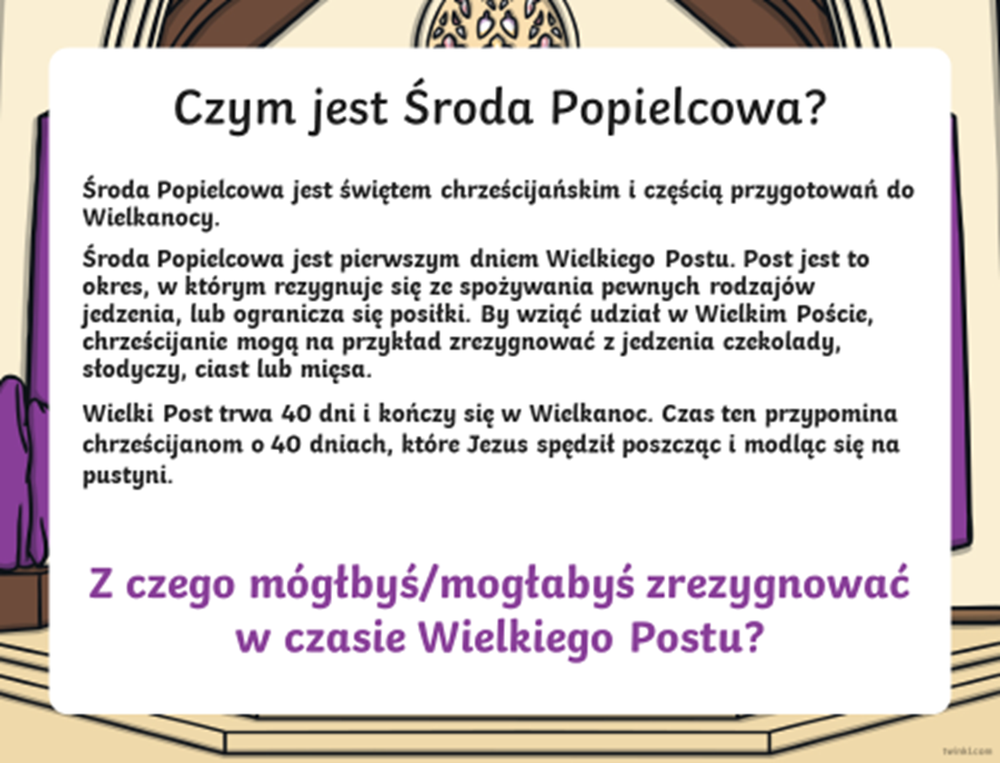 Czym jest Środa Popielcowa?
Środa Popielcowa jest świętem chrześcijańskim i częścią przygotowań do
Wielkanocy.
Środa Popielcowa jest pierwszym dniem Wielkiego Postu. Post jest to
okres, w którym rezygnuje się ze spożywania pewnych rodzajów
jedzenia, lub ogranicza się posiłki. By wziąć udział w Wielkim Poście,
chrześcijanie mogą na przykład zrezygnować z jedzenia czekolady,
słodyczy, ciast lub mięsa.
Wielki Post trwa 40 dni i kończy się w Wielkanoc. Czas ten przypomina
chrześcijanom o 40 dniach, które Jezus spędził poszcząc i modląc się na
pustyni.
Z czego mógłbyś/mogłabyś zrezygnować
w czasie Wielkiego Postu?
twinkl.com